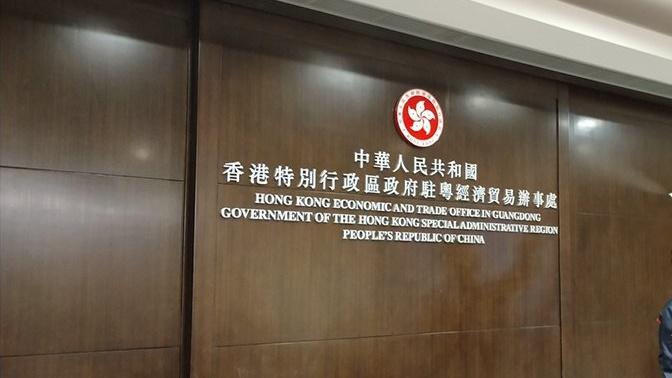 中華人民共和國
香港特別行政區政府駐粵經濟貿易辦事處
HONG KONG ECONOMIC AND TRADE OFFICE IN GUANGDONG
GOVERNMENT OF THE HONG KONG SPECIAL ADMINISTRATIVE REGION
PEOPLE'S REPUBLIC OF CHINA